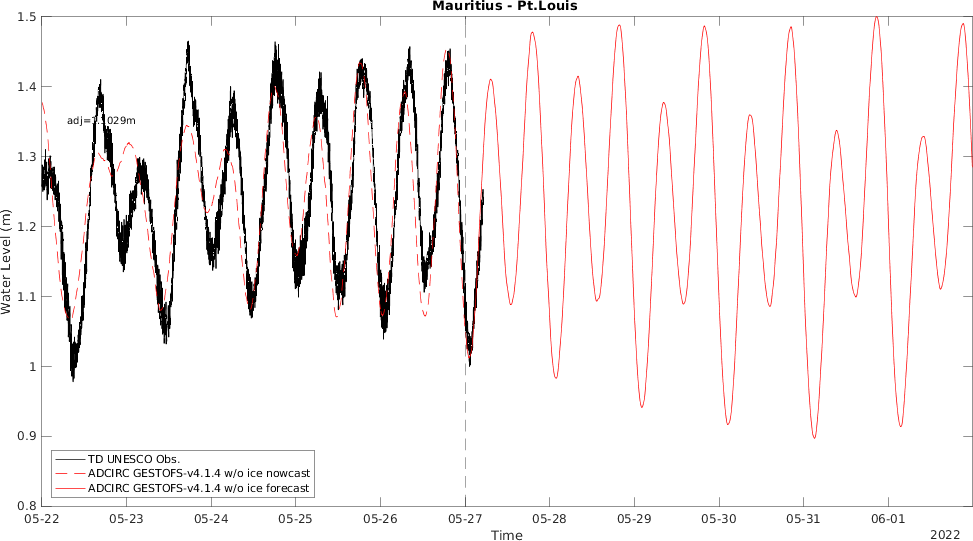 Mauritius - Pt.Louis
1.5
1.4
1.3
1.2
1.1
1
0.9
0.8
Water Level (m)
TD UNESCO Obs.
ADCIRC GESTOFS-v4.1.4 w/o ice nowcast
ADCIRC GESTOFS-v4.1.4 w/o ice forecast
05-22 05-23 05-24 05-25 05-26 05-27 05-28 05-29 05-30 05-31 06-01
Time
2022